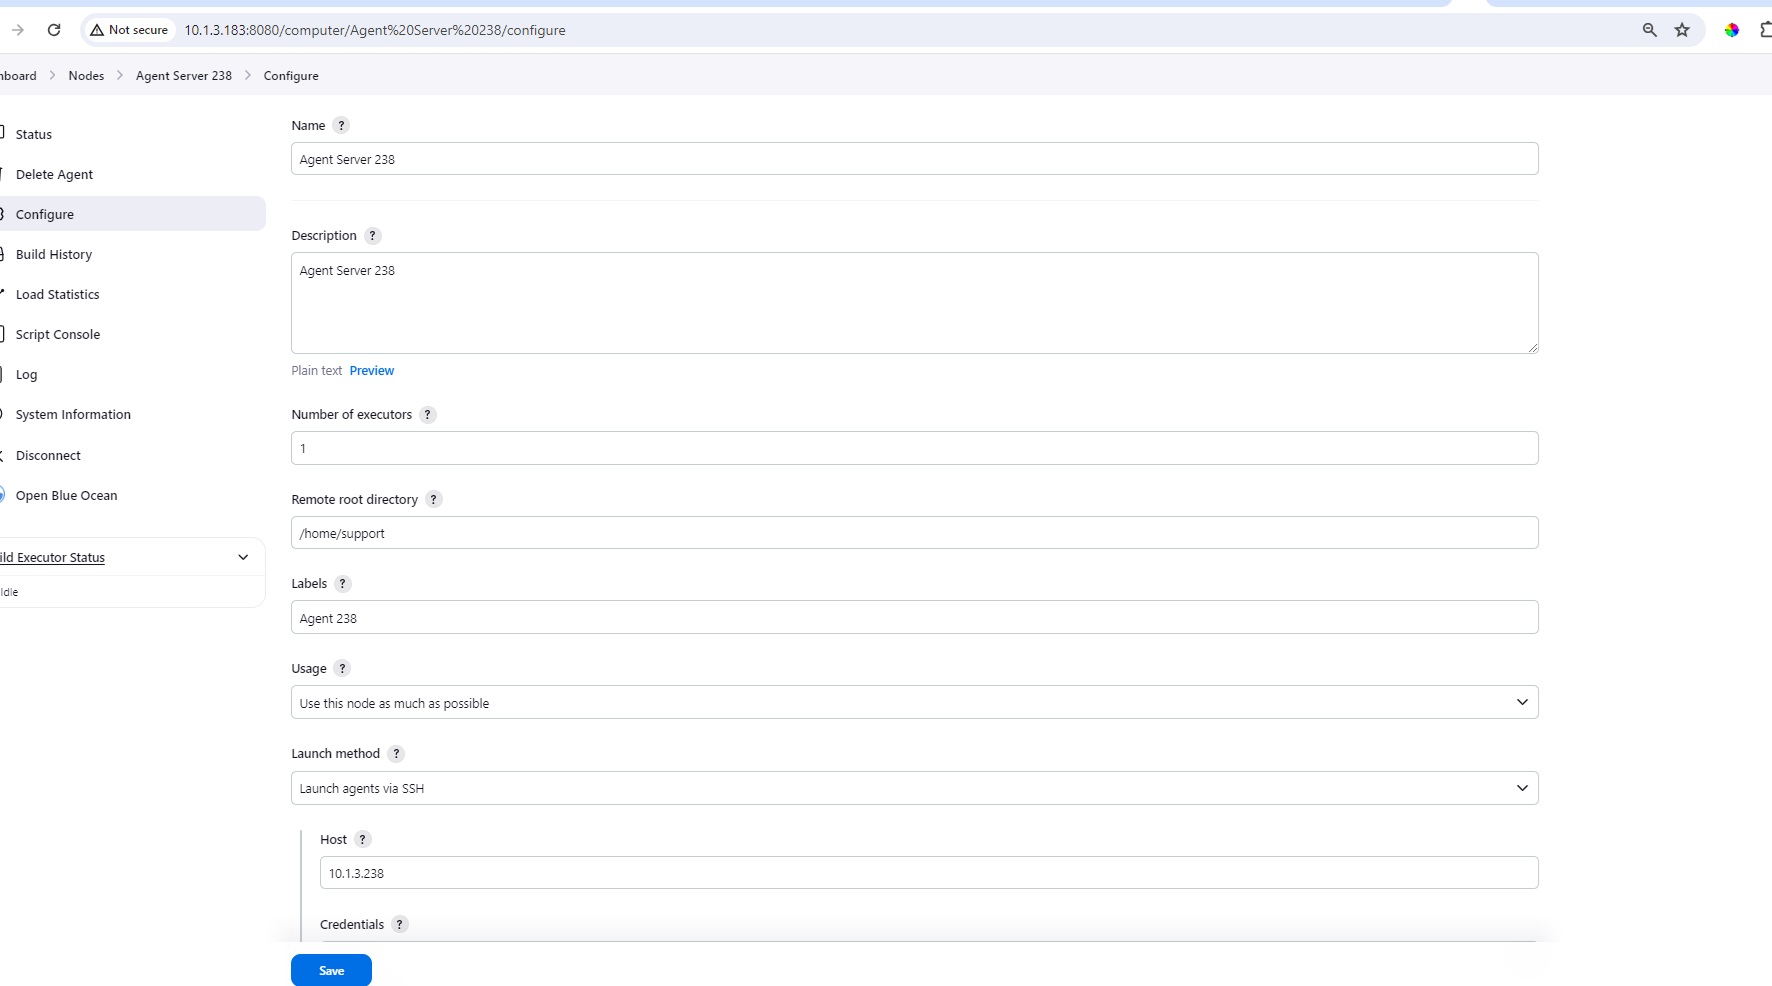 Not secure 10.1.3.183:8080/computer/Agent%20Server%20238/configure
nboard > Nodes > Agent Server 238 > Configure
Status
Delete Agent
Configure
Build History
Load Statistics
Script Console
Log
System Information
Disconnect
Open Blue Ocean
ild Executor Status
Idle
Name ?
Agent Server 238
Description ?
Agent Server 238
Plain text Preview
Number of executors ?
1
Remote root directory ?
/home/support
Labels ?
Agent 238
Usage ?
Use this node as much as possible
Launch method ?
Launch agents via SSH
Host ?
10.1.3.238
Credentials ?
Save